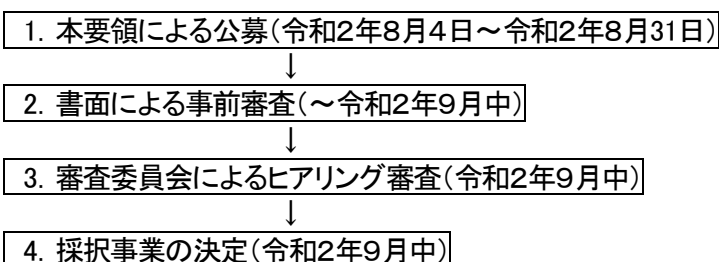 1. 本要領による公募(令和2年8月4日~令和2年8月31日)
↓
2. 書面による事前審査(~令和2年9月中)
↓
3. 審査委員会によるヒアリング審査(令和2年9月中)
↓
4. 採択事業の決定(令和2年9月中)